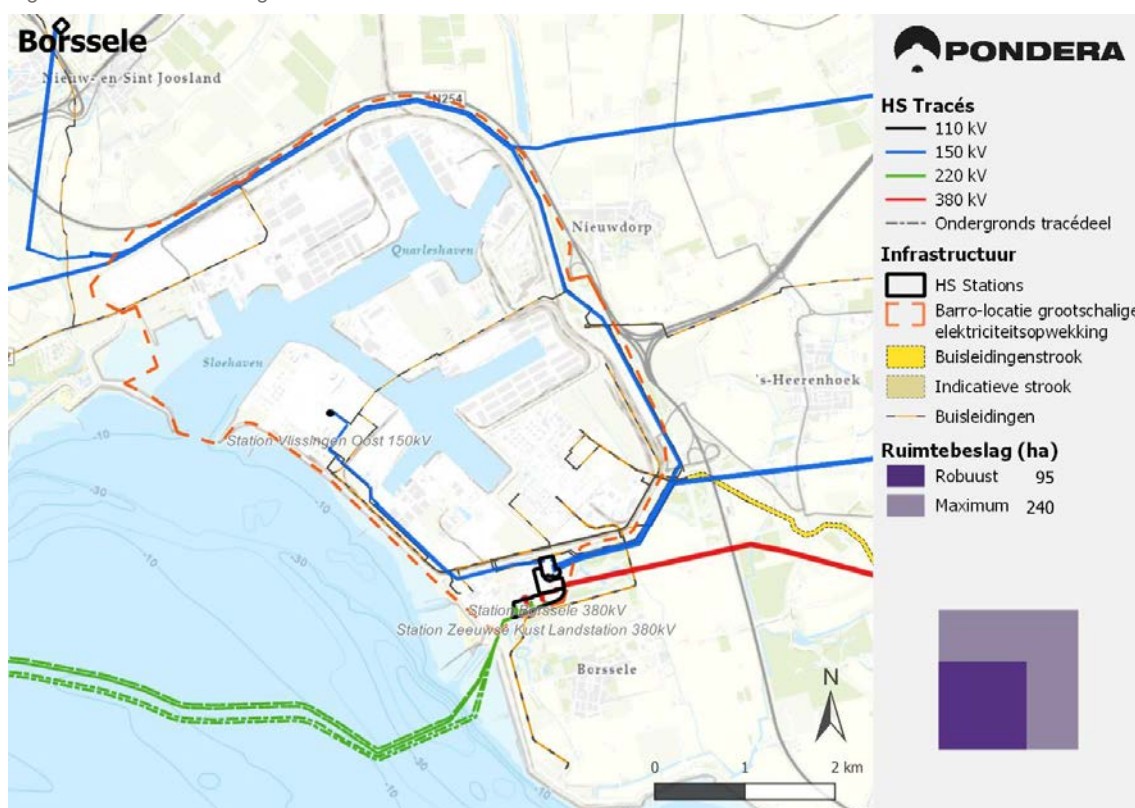 Borssele
Nieuw- en Sint Joosland
N254
Quarleshaven
Nieuwdorp
Sloehaven
's-Heerenhoek
Station Vlissingen Oost 150kV
-10
-30
-10
-30
-10
-30
-10
Station Borssele 380kV
Station Zeeuwse Kust Landstation 380kV
Borssele
N
0 1 2 km
PONDERA
HS Tracés
110 kV
150 kV
220 kV
380 kV
Ondergronds tracédeel
Infrastructuur
HS Stations
Barro-locatie grootschalige
elektriciteitsopwekking
Buisleidingenstrook
Indicatieve strook
Buisleidingen
Ruimtebeslag (ha)
Robuust 95
Maximum 240